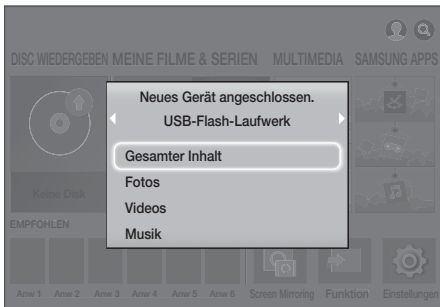 DISC WIEDERGEBEN MEINE FILME & SERIEN MULTIMEDIA SAMSUNG APPS
Neues Gerät angeschlossen.
USB-Flash-Laufwerk
Gesamter Inhalt
Fotos
Videos
Musik
Keine Disk
EMPFOHLEN
Anw 1 Anw 2 Anw 3 Anw 4 Anw 5 Anw 6 Screen Mirroring Funktion Einstellungen